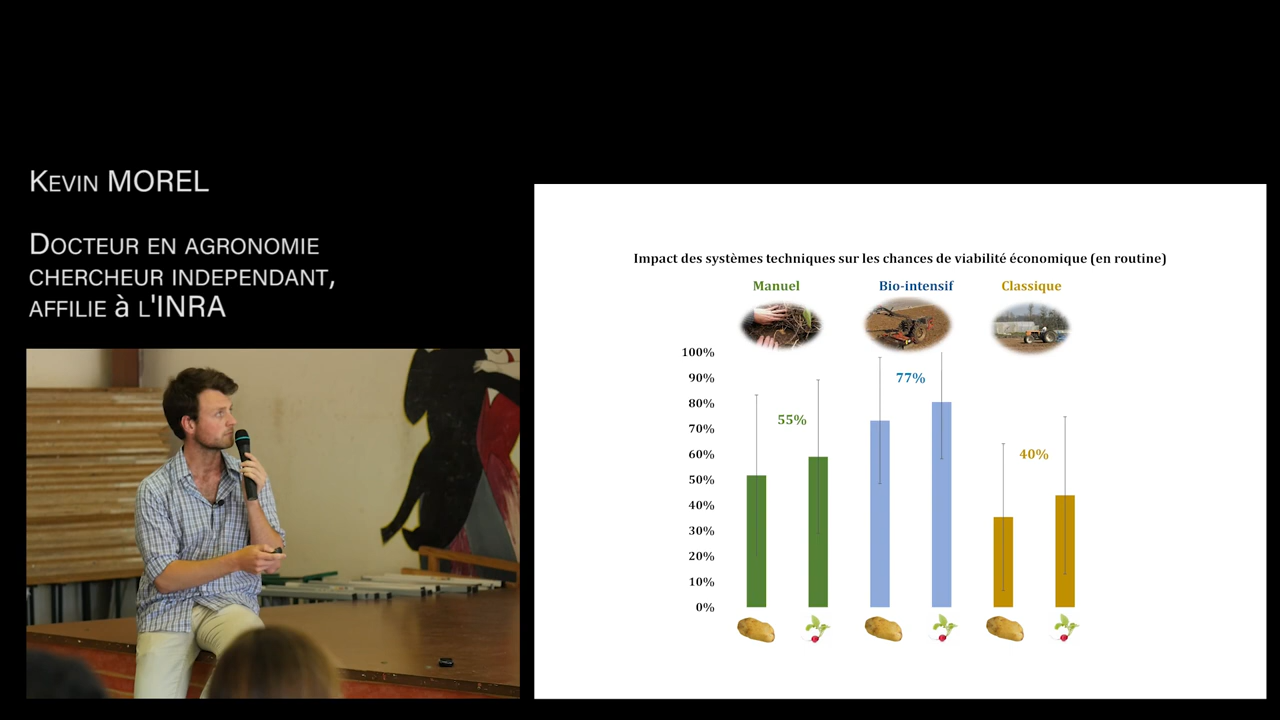 Kevin MOREL
Docteur en agronomie
chercheur independant,
affilie à l'INRA
Impact des systèmes techniques sur les chances de viabilité économique (en routine)
Manuel
Bio-intensif
Classique
100%
90%
80%
70%
60%
50%
40%
30%
20%
10%
0%
55%
77%
40%